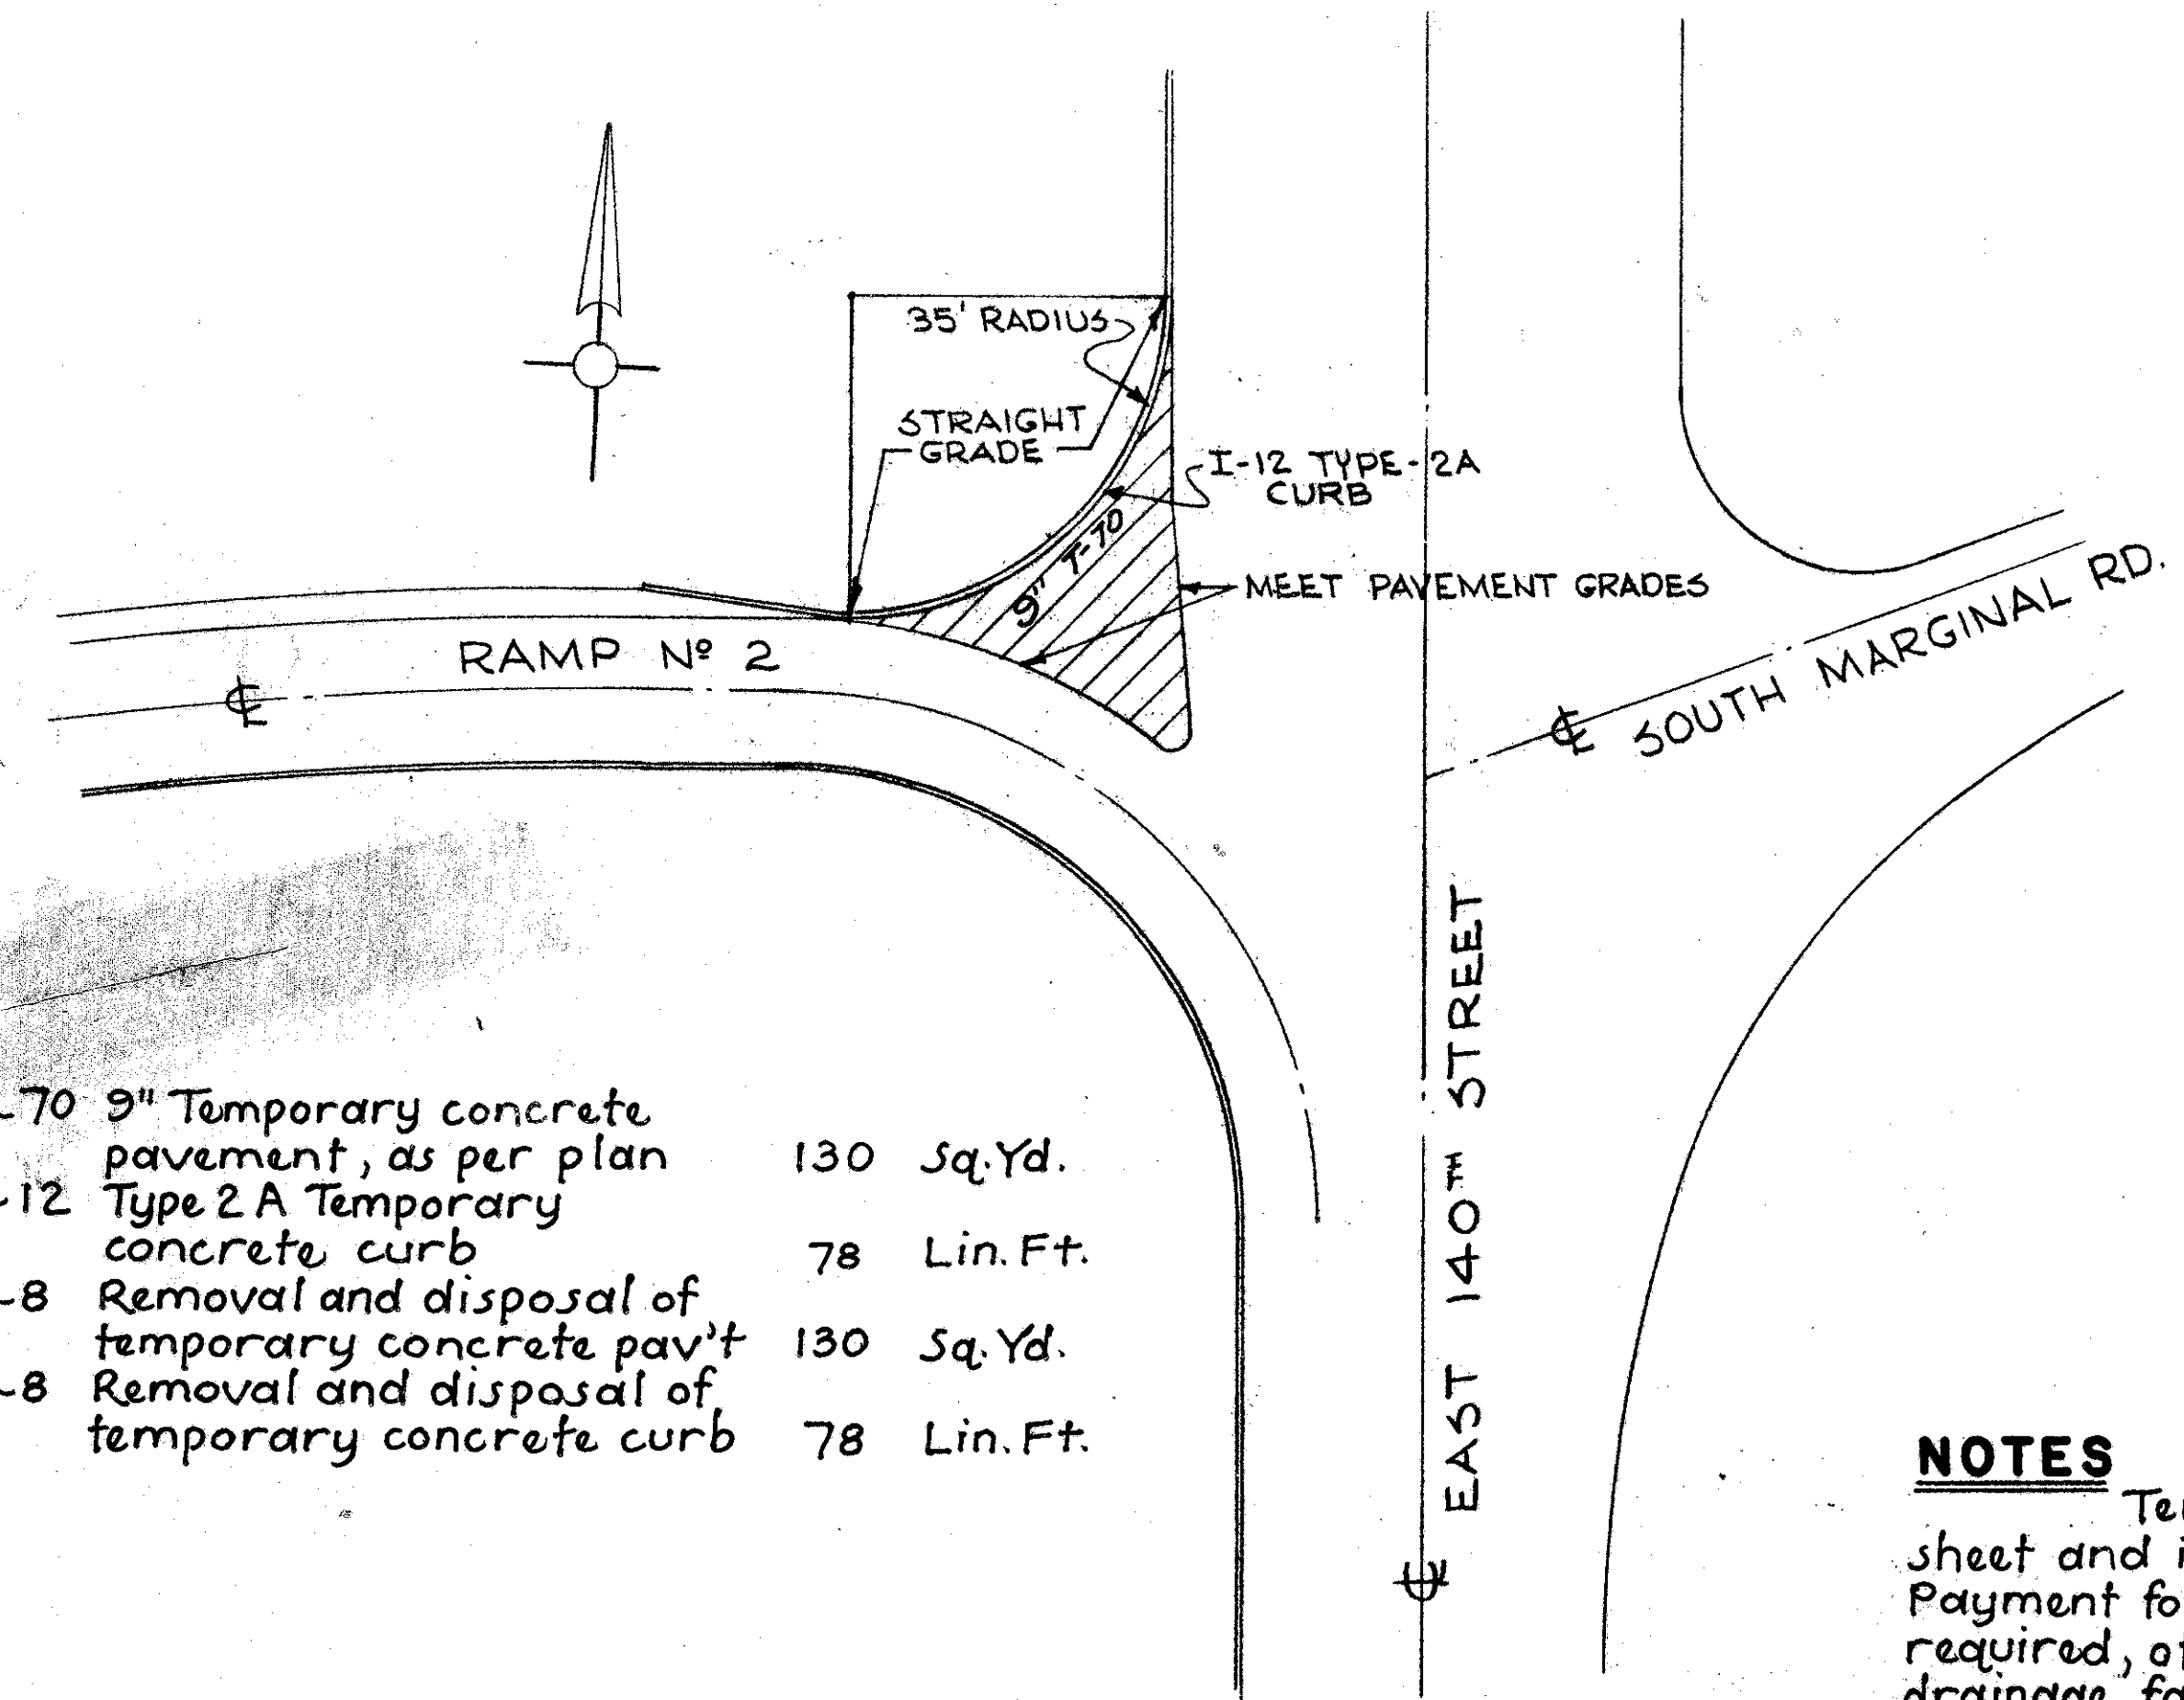 35' RADIUS
STRAIGHT
GRADE
I-12 TYPE-2A
CURB
9" T-70
MEET PAVEMENT GRADES
RAMP Nº 2
℄
℄ SOUTH MARGINAL RD.
℄ EAST 140TH STREET
-70 9" Temporary concrete
pavement, as per plan 130 Sq.Yd.
-12 Type 2 A Temporary
concrete curb 78 Lin. Ft.
-8 Removal and disposal of
temporary concrete pav't 130 Sq.Yd.
-8 Removal and disposal of
temporary concrete curb 78 Lin. Ft.
NOTES
sheet and
Payment
required,
drainage